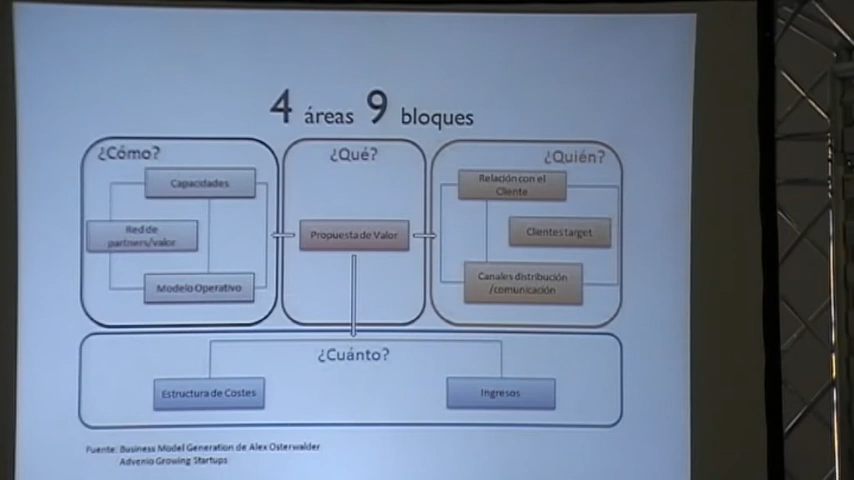 4 áreas 9 bloques
¿Cómo?
Capacidades
Red de
partners/valor
Modelo Operativo
¿Qué?
Propuesta de Valor
¿Quién?
Relación con el
Cliente
Clientes target
Canales distribución
/comunicación
¿Cuánto?
Estructura de Costes
Ingresos
Fuente: Business Model Generation de Alex Osterwalder
Advenio Growing Startups